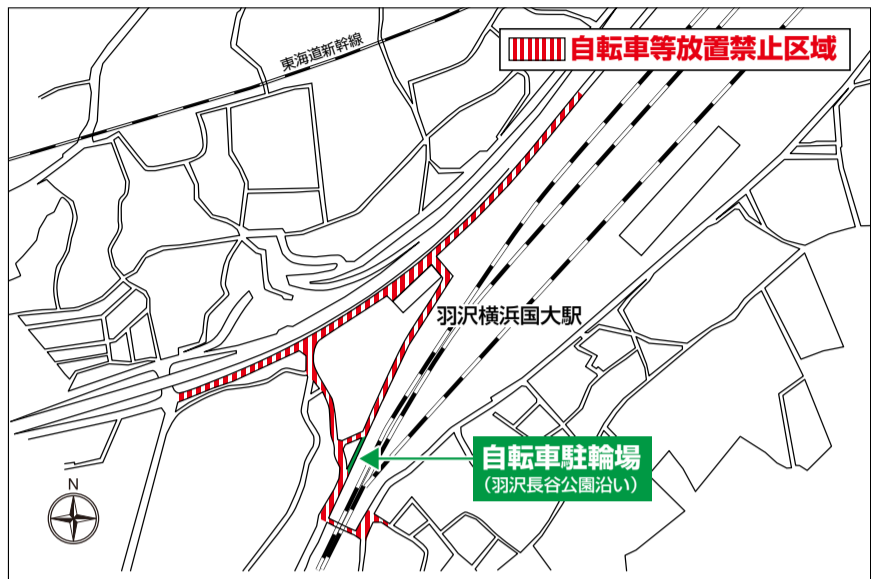 自転車等放置禁止区域
東海道新幹線
羽沢横浜国大駅
自転車駐輪場
(羽沢長谷公園沿い)
N